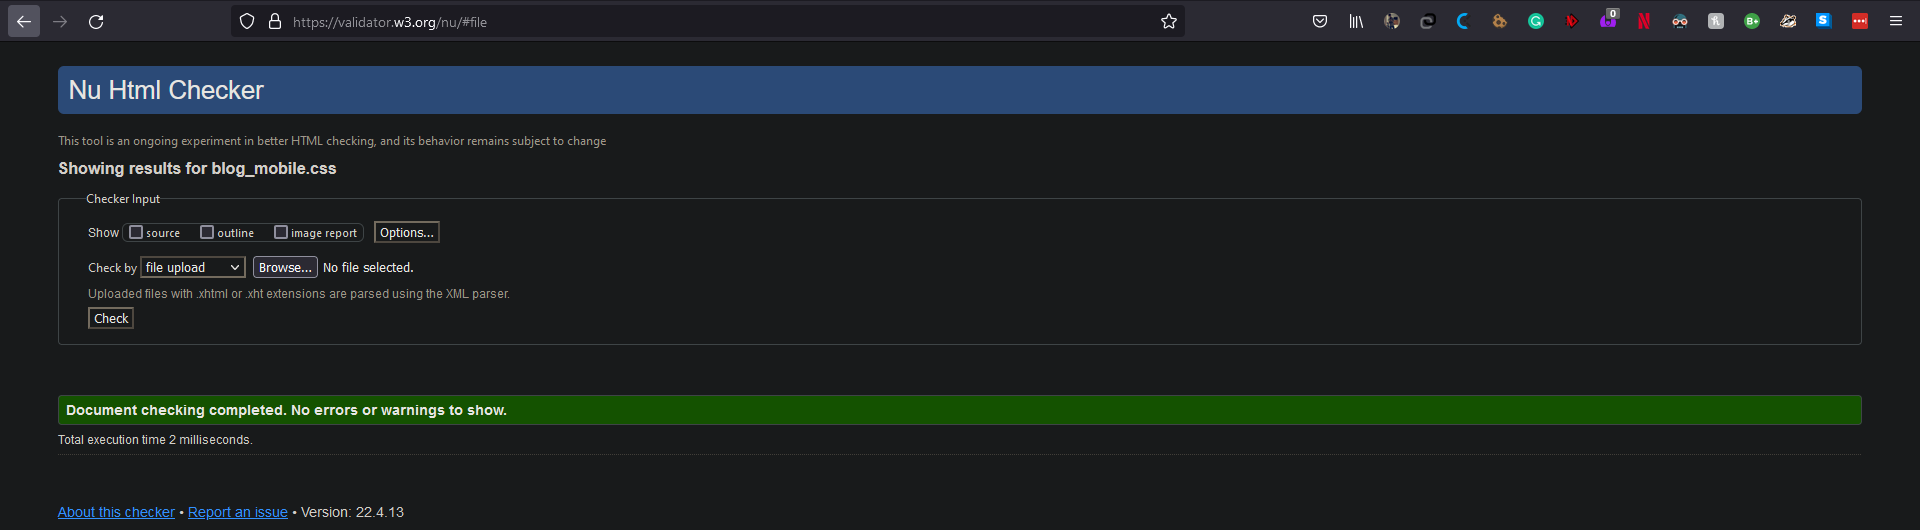 https://validator.w3.org/nu/#file
0
Nu Html Checker
This tool is an ongoing experiment in better HTML checking, and its behavior remains subject to change
Showing results for blog_mobile.css
Checker Input
Show source outline image report Options...
Check by file upload Browse... No file selected.
Uploaded files with .xhtml or .xht extensions are parsed using the XML parser.
Check
Document checking completed. No errors or warnings to show.
Total execution time 2 milliseconds.
About this checker • Report an issue • Version: 22.4.13